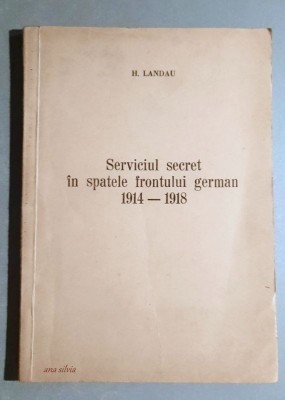 H. LANDAU
Serviciul secret
în spatele frontului german
1914 — 1918
ana silvia